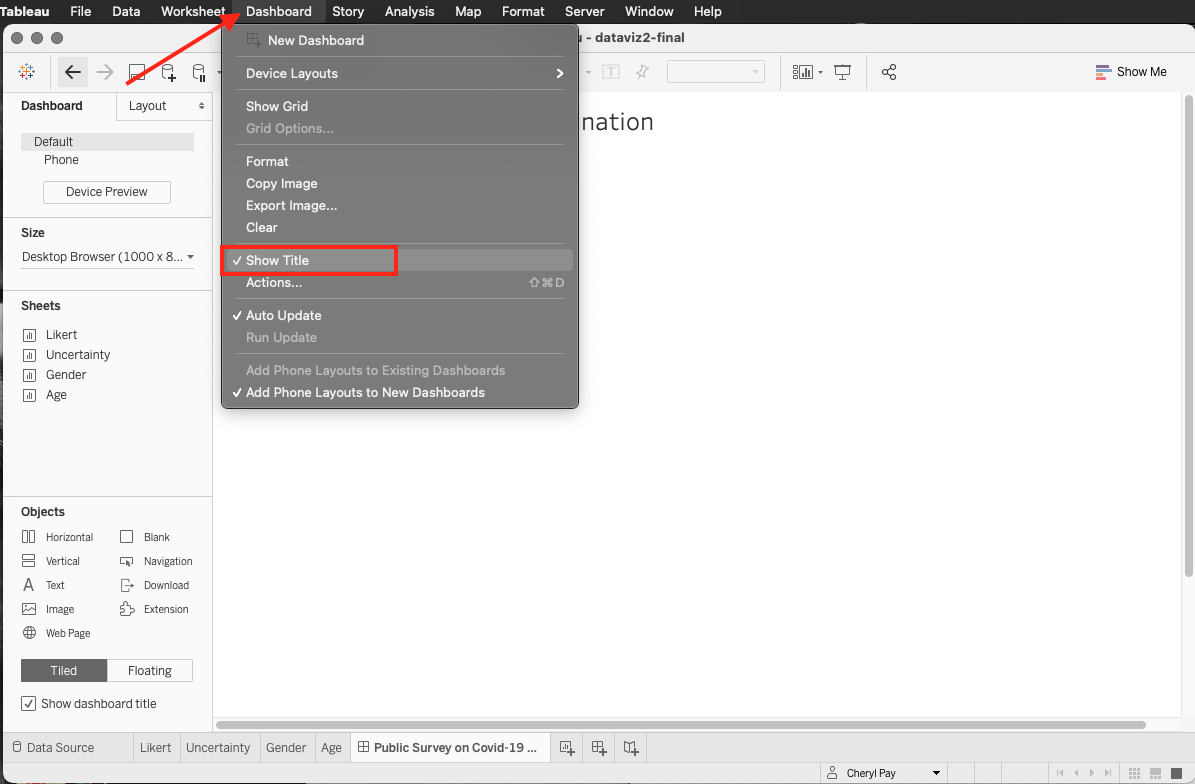 Tableau File Data Worksheet Dashboard Story Analysis Map Format Server Window Help
- dataviz2-final
New Dashboard
Device Layouts
Show Grid
Grid Options...
Format
Copy Image
Export Image...
Clear
Show Title
Actions... ⇧⌘D
Auto Update
Run Update
Add Phone Layouts to Existing Dashboards
Add Phone Layouts to New Dashboards
Show Me
nation
Dashboard Layout
Default
Phone
Device Preview
Size
Desktop Browser (1000 x 8...
Sheets
Likert
Uncertainty
Gender
Age
Objects
Horizontal Blank
Vertical Navigation
Text Download
Image Extension
Web Page
Tiled Floating
Show dashboard title
Data Source Likert Uncertainty Gender Age Public Survey on Covid-19 ...
Cheryl Pay